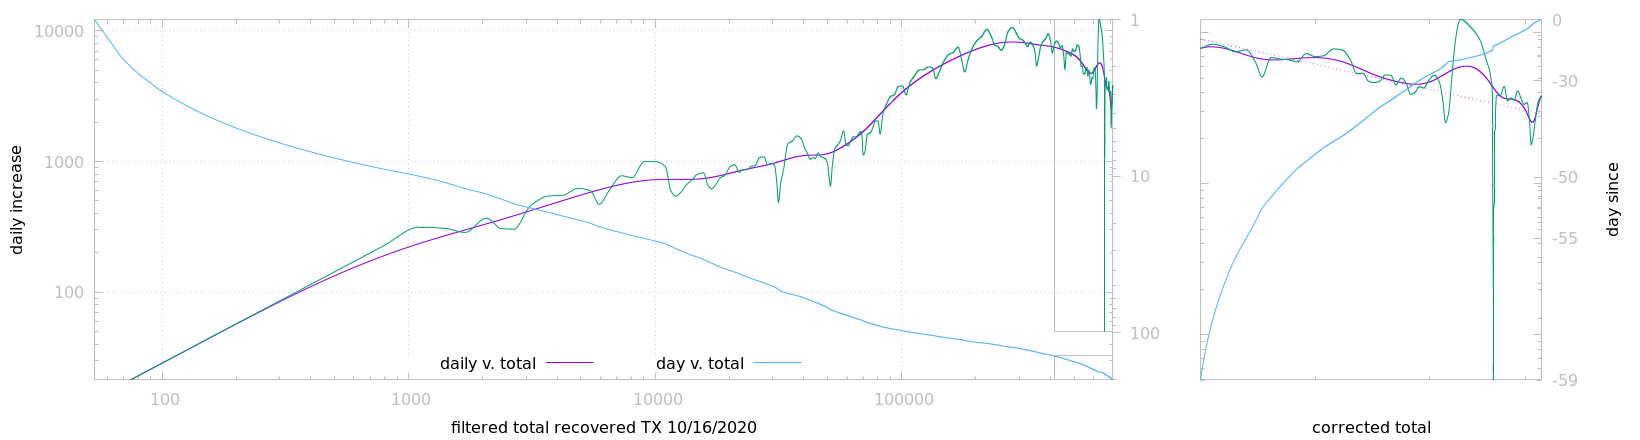 10000
1000
100
daily increase
100
1000
10000
100000
filtered total recovered TX 10/16/2020
daily v. total
day v. total
1
10
100
0
-30
-50
-55
-59
day since
corrected total